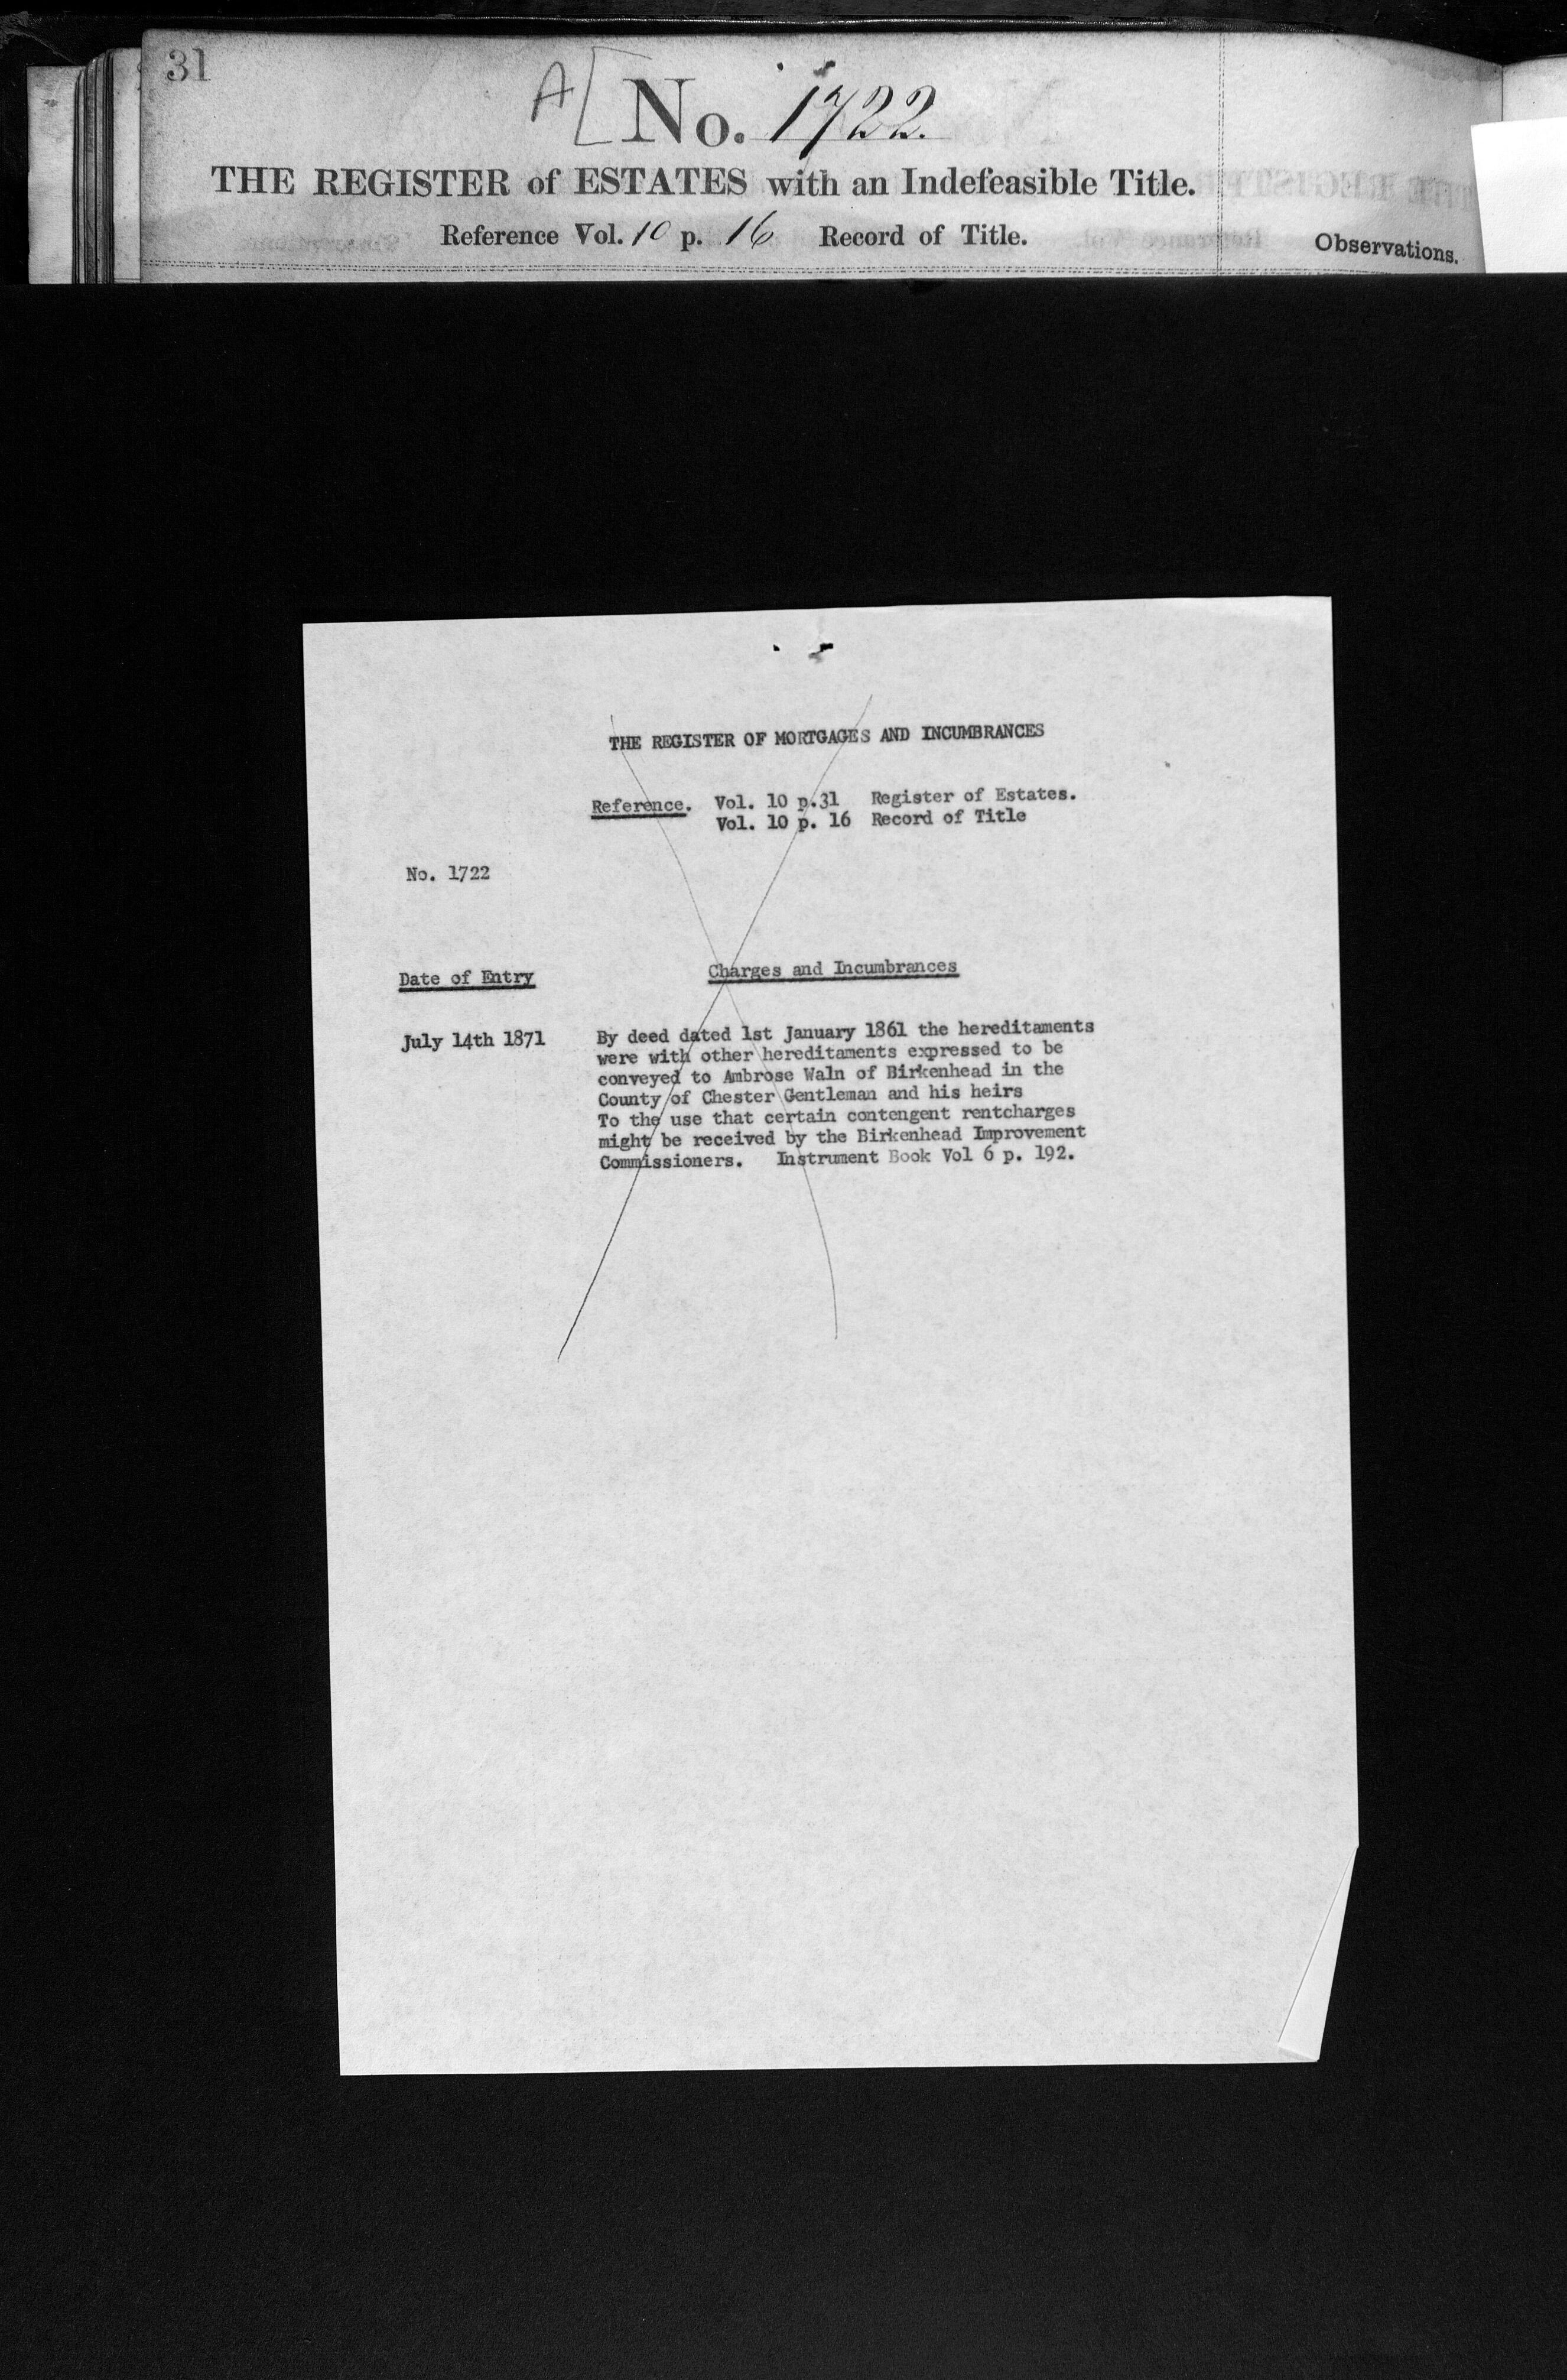 31
A[ No. 1722.
THE REGISTER of ESTATES with an Indefeasible Title.
Reference Vol. 10 p. 16 Record of Title.
Observations.
THE REGISTER OF MORTGAGES AND INCUMBRANCES
Reference. Vol. 10 p.31 Register of Estates.
Vol. 10 p. 16 Record of Title
No. 1722
Date of Entry Charges and Incumbrances
July 14th 1871 By deed dated 1st January 1861 the hereditaments
were with other hereditaments expressed to be
conveyed to Ambrose Waln of Birkenhead in the
County of Chester Gentleman and his heirs
To the use that certain contengent rentcharges
might be received by the Birkenhead Improvement
Commissioners. Instrument Book Vol 6 p. 192.